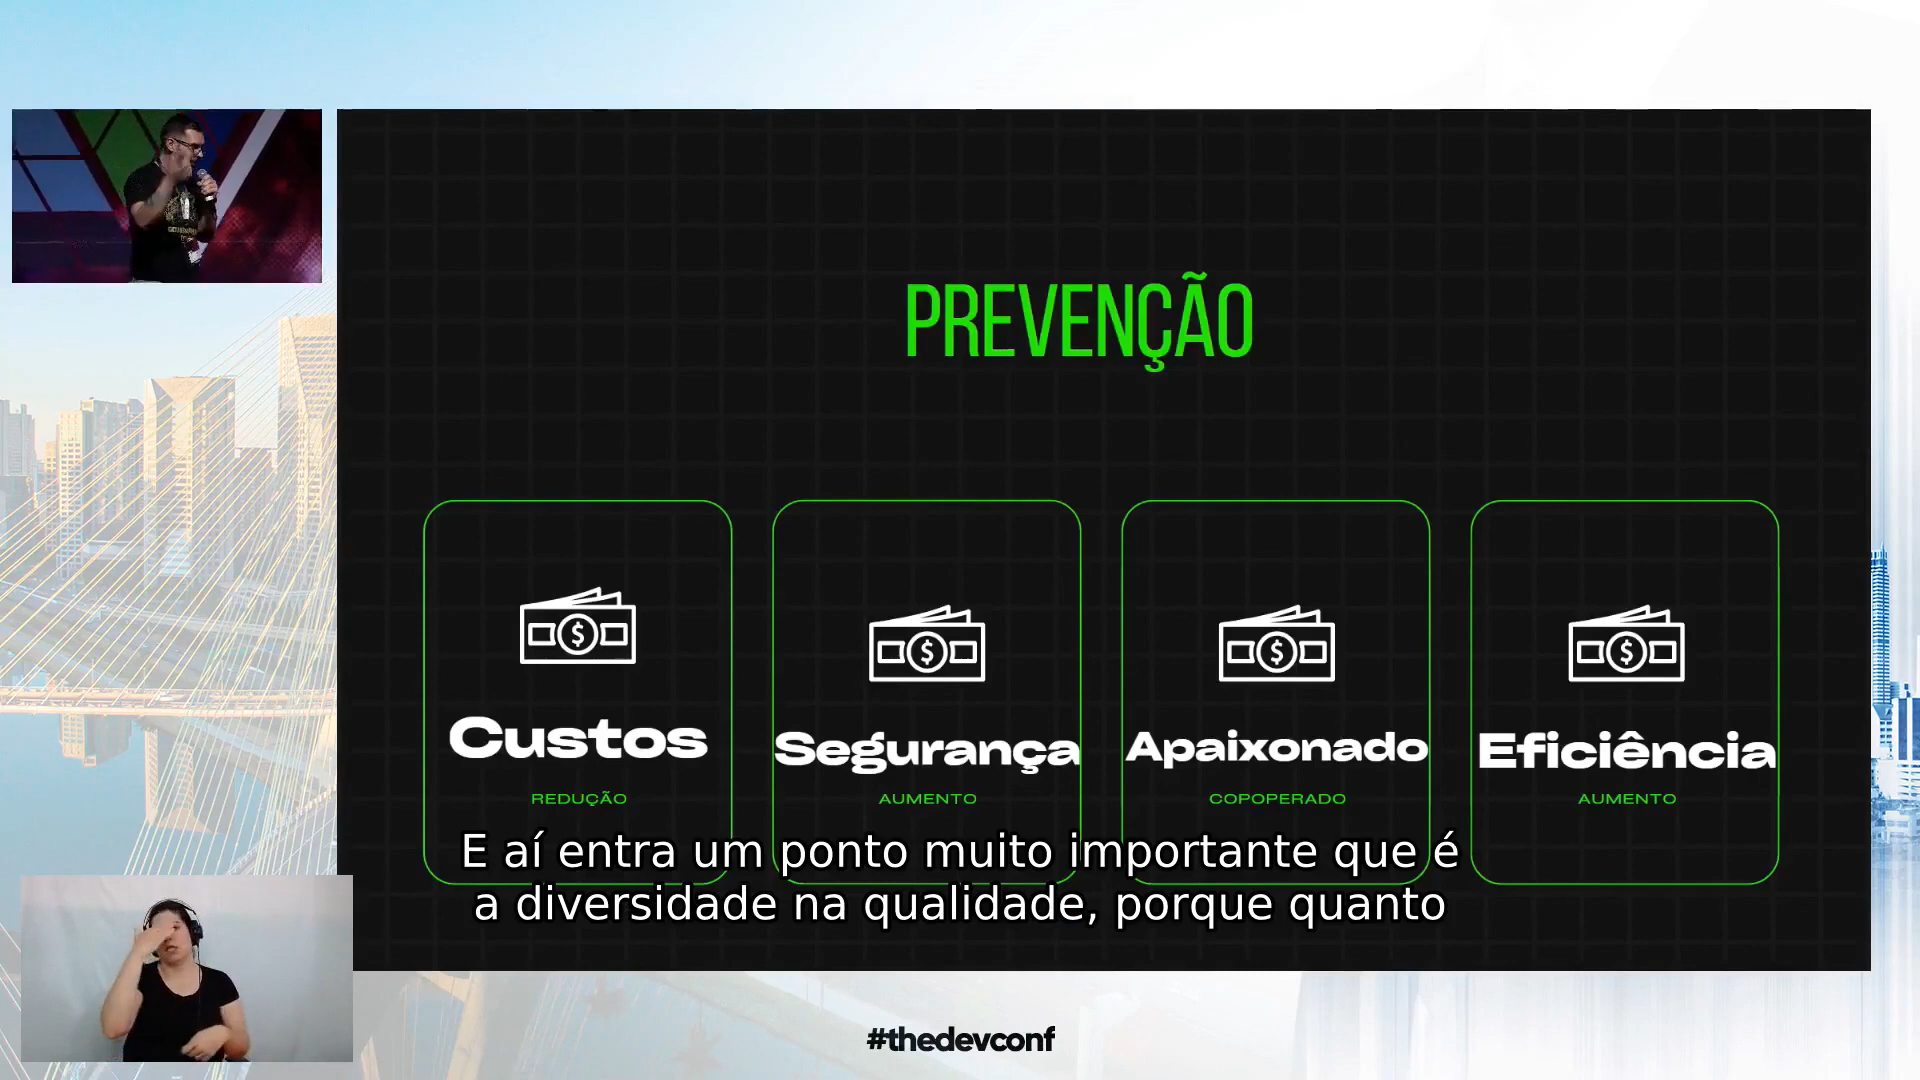 PREVENÇÃO
Custos
REDUÇÃO
Segurança
AUMENTO
Apaixonado
COPOPERADO
Eficiência
AUMENTO
E aí entra um ponto muito importante que é
a diversidade na qualidade, porque quanto
#thedevconf